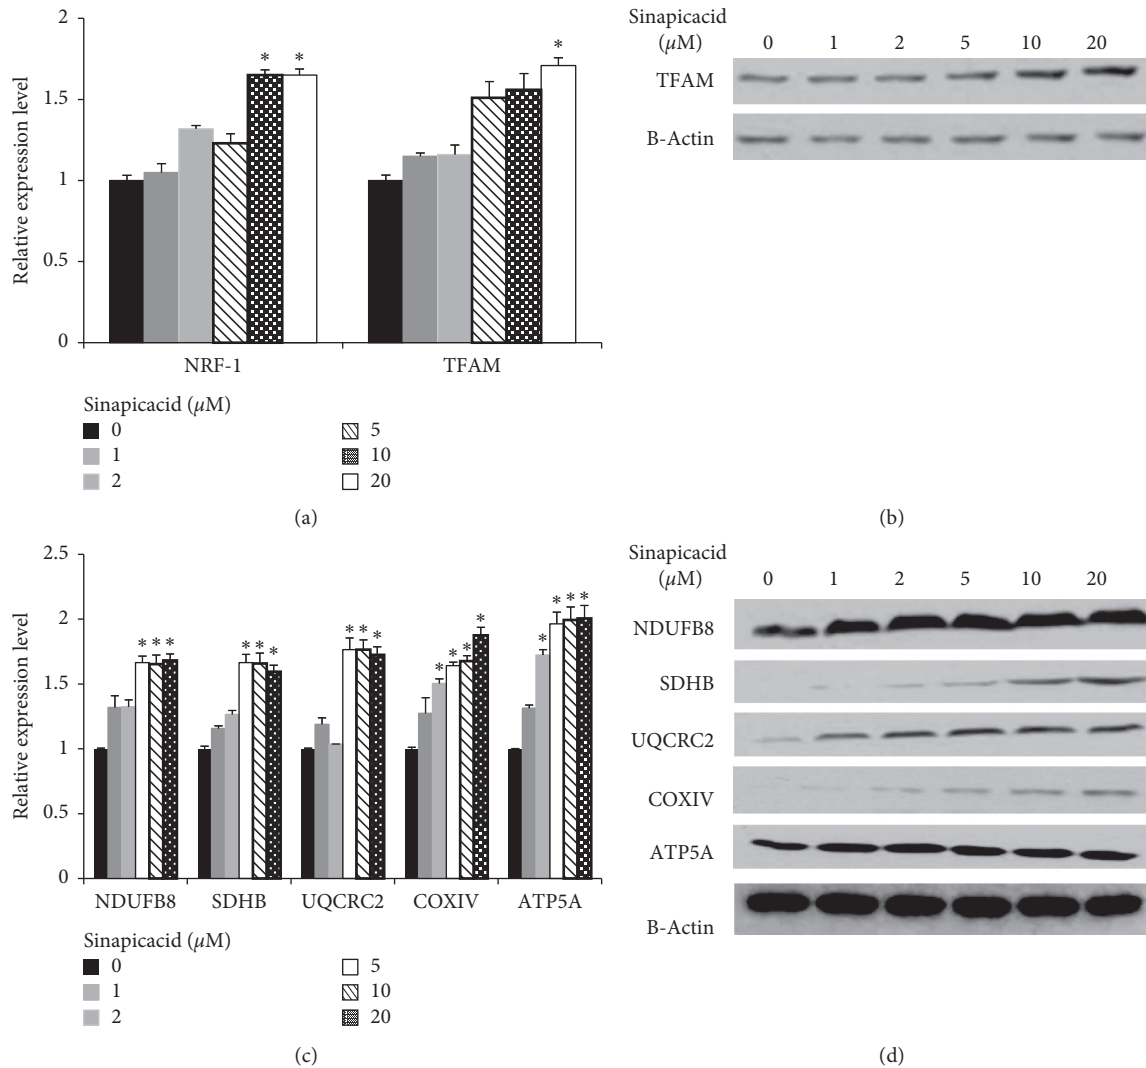 2
1.5
1
0.5
0
Relative expression level
* *
*
NRF-1 TFAM
Sinapicacid (μM)
0 5
1 10
2 20
(a)
Sinapicacid
(μM) 0 1 2 5 10 20
TFAM
B-Actin
(b)
2.5
2
1.5
1
0.5
0
Relative expression level
* * *
* * *
* * *
* * * *
* * * *
NDUFB8 SDHB UQCRC2 COXIV ATP5A
Sinapicacid (μM)
0 5
1 10
2 20
(c)
Sinapicacid
(μM) 0 1 2 5 10 20
NDUFB8
SDHB
UQCRC2
COXIV
ATP5A
B-Actin
(d)